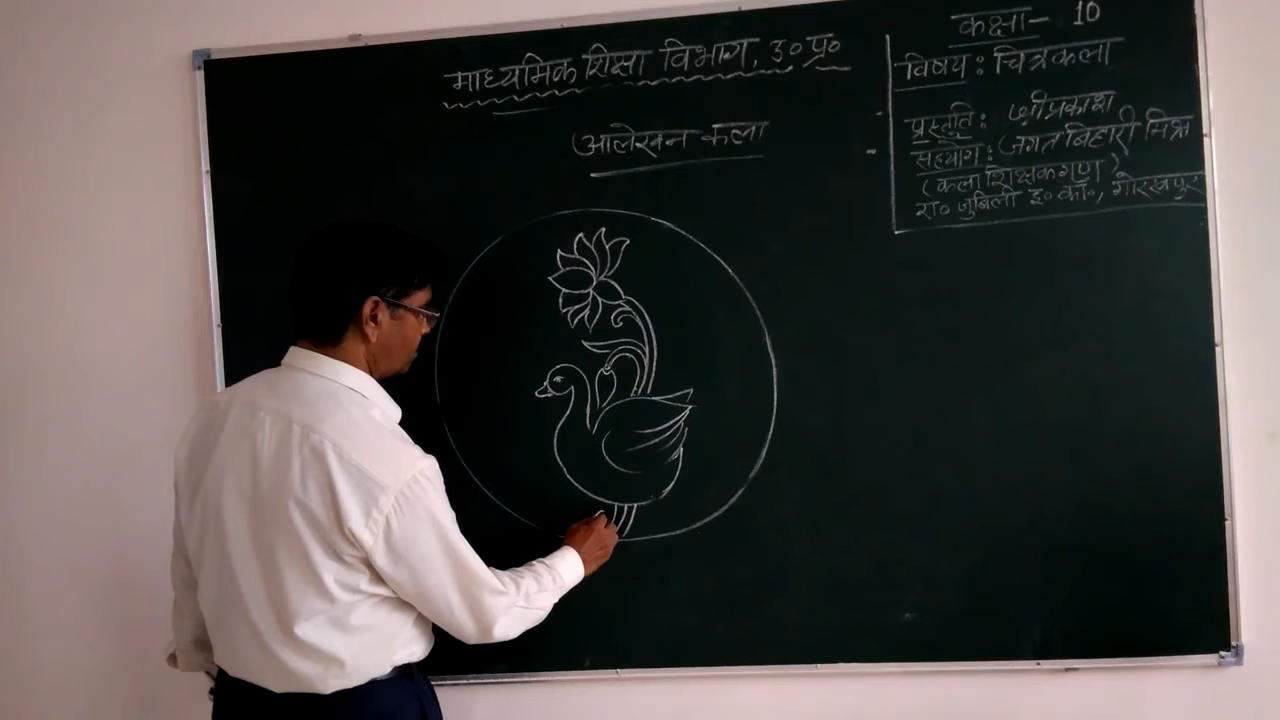 माध्यमिक शिक्षा विभाग, उ० प्र०
आलेखन कला
कक्षा- 10
विषय: चित्रकला
प्रस्तुति: श्रीप्रकाश
सहयोग: जगत बिहारी मिश्र
(कला शिक्षकगण)
रा० जुबिली इ० कॉ०, गोरखपुर